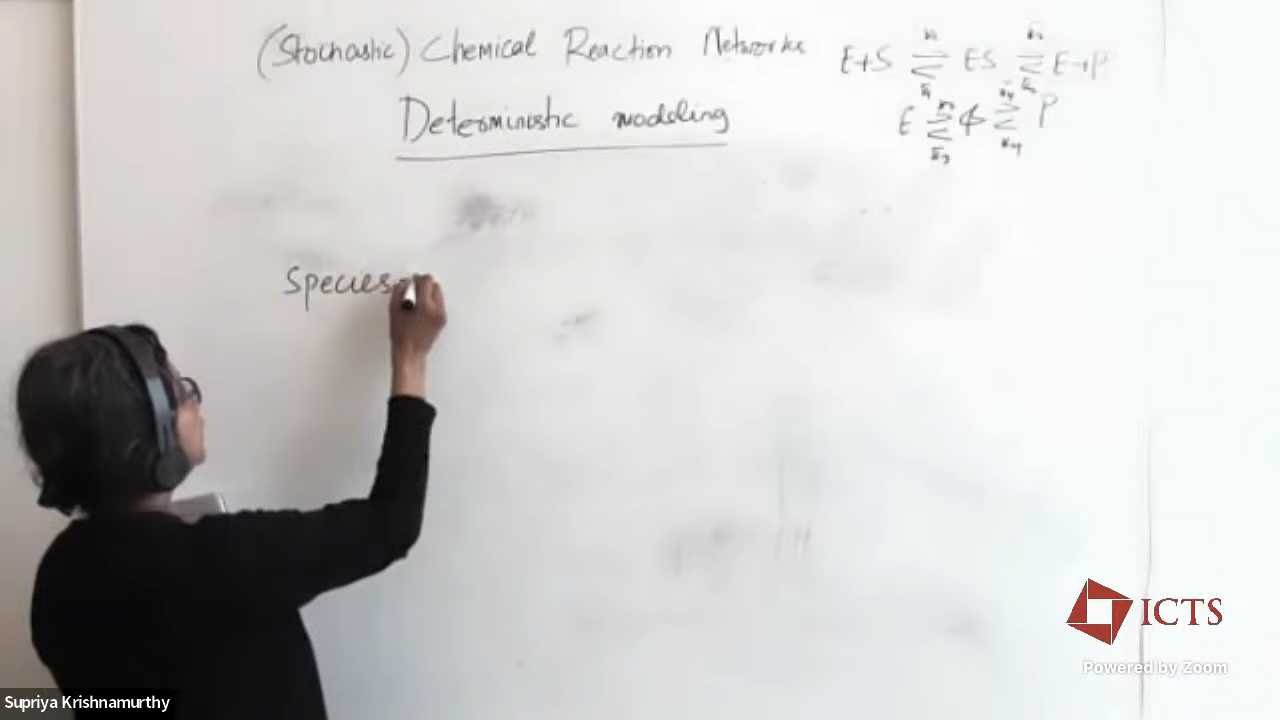 (Stochastic) Chemical Reaction Networks
Deterministic modeling
E+S ⇌ ES ⇌ E+P
E ⇌ ϕ ⇌ P
Species
ICTS
Powered by Zoom
Supriya Krishnamurthy